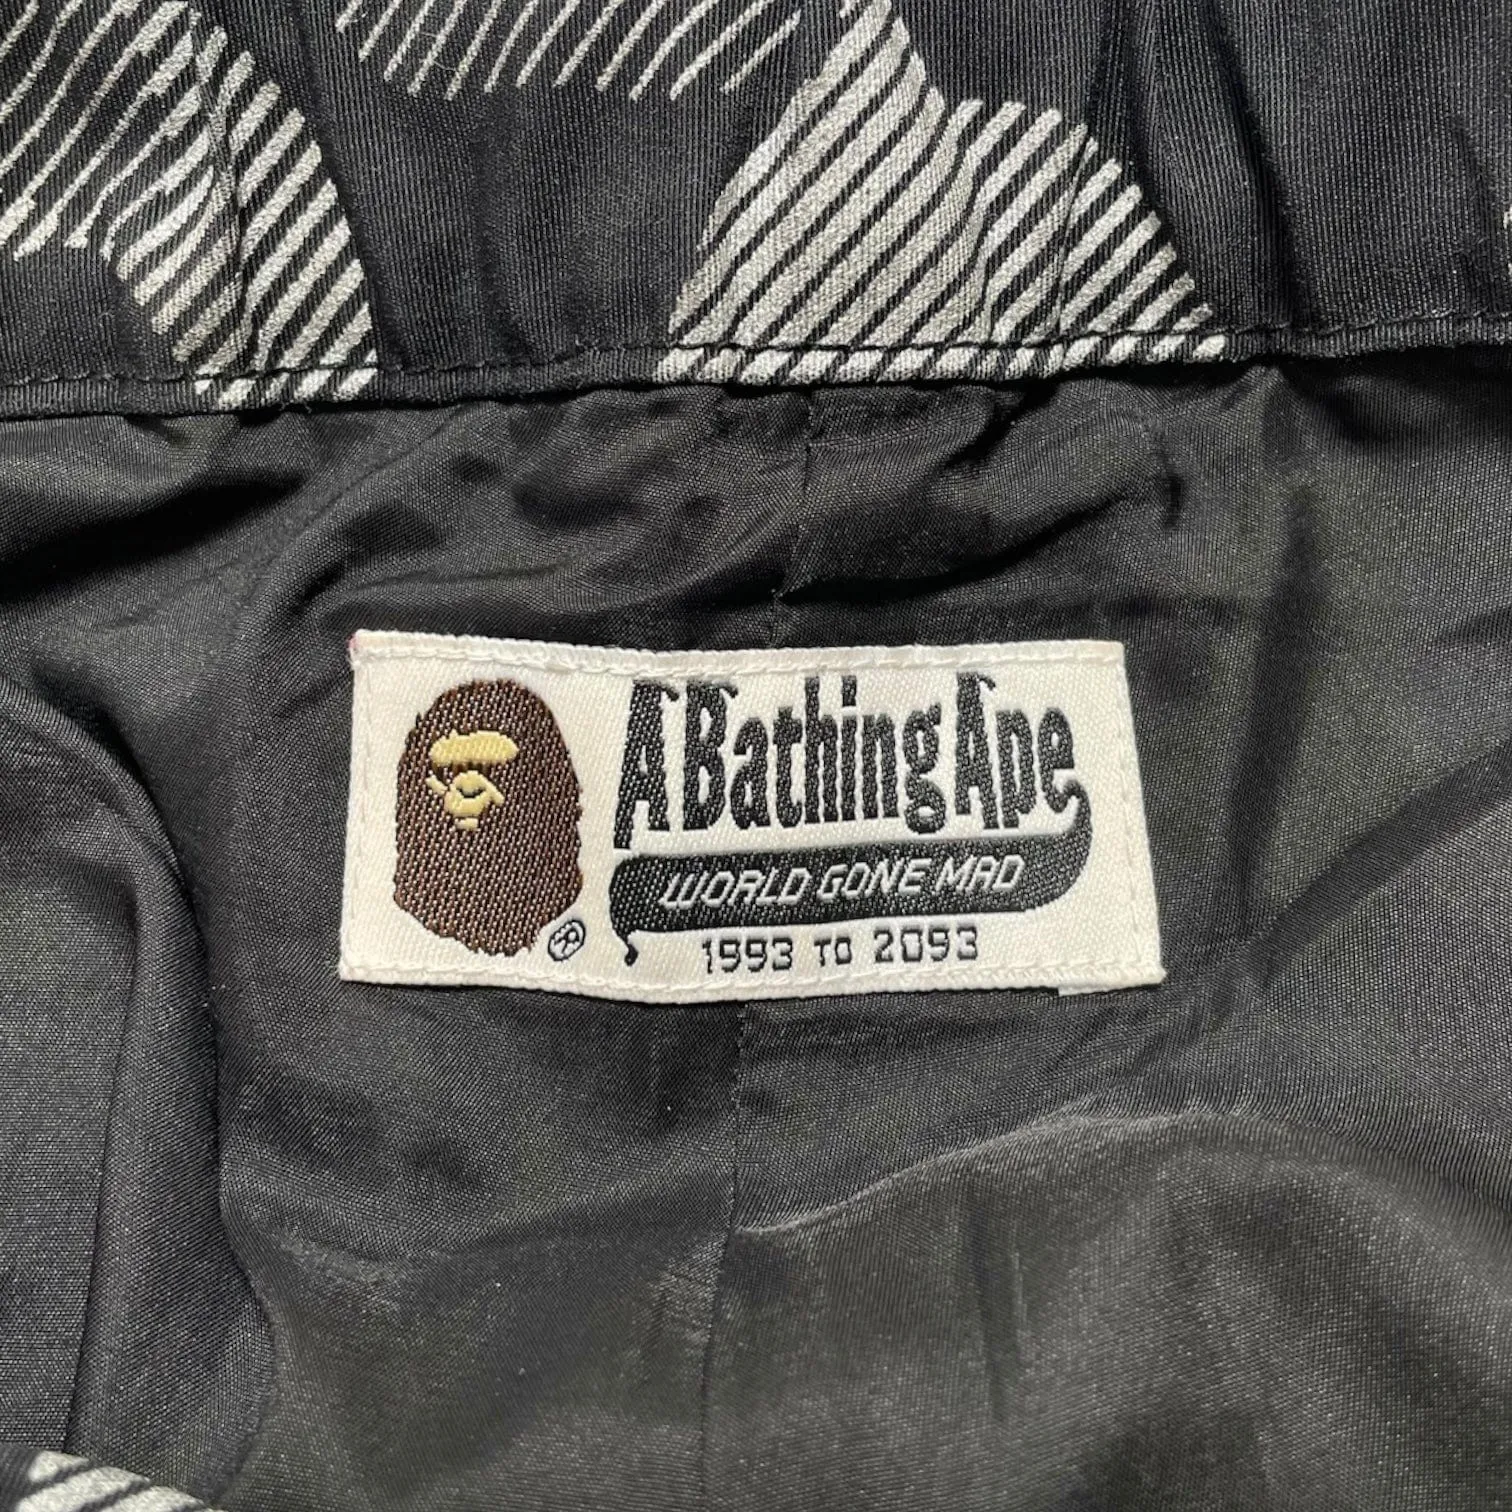 A Bathing Ape
WORLD GONE MAD
®
1993 TO 2093